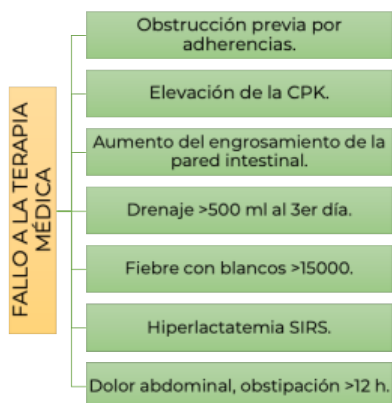 FALLO A LA TERAPIA
MÉDICA
Obstrucción previa por
adherencias.
Elevación de la CPK.
Aumento del engrosamiento de la
pared intestinal.
Drenaje >500 ml al 3er día.
Fiebre con blancos >15000.
Hiperlactatemia SIRS.
Dolor abdominal, obstipación >12 h.